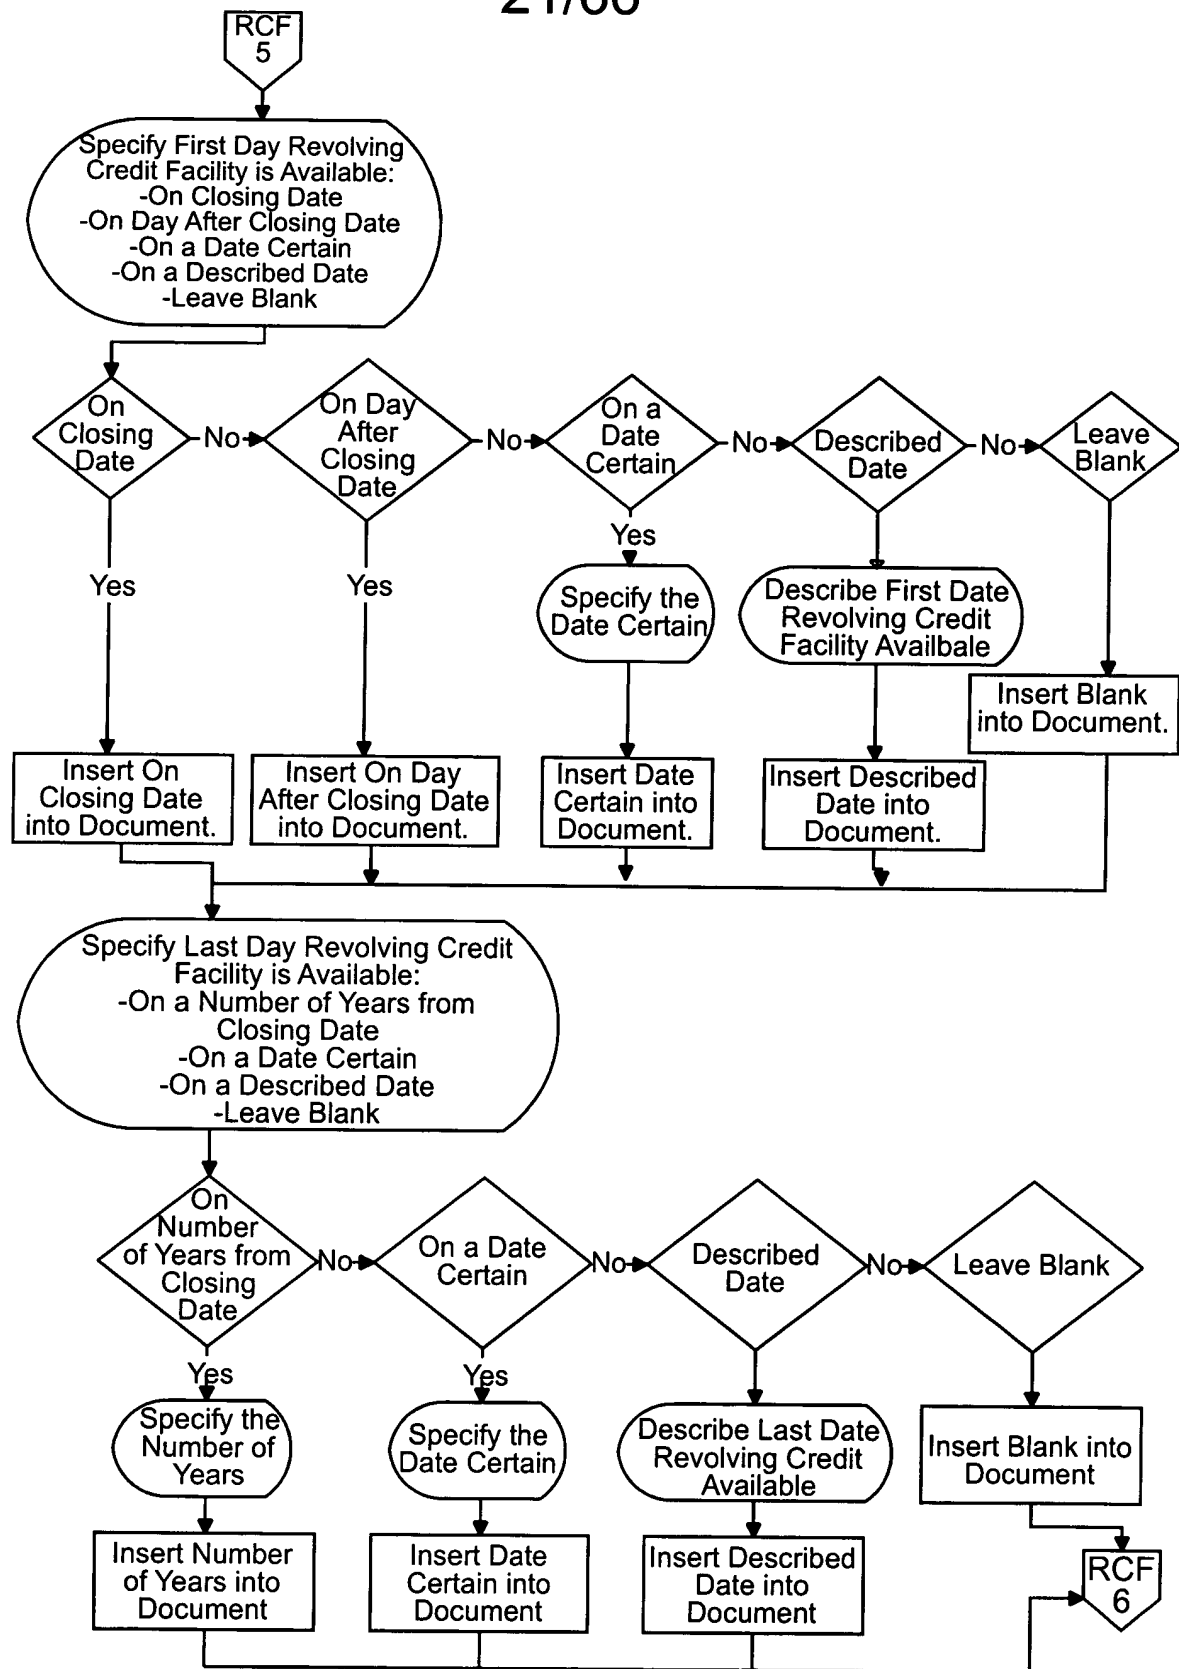 21/66
RCF
5
Specify First Day Revolving
Credit Facility is Available:
-On Closing Date
-On Day After Closing Date
-On a Date Certain
-On a Described Date
-Leave Blank
On
Closing
Date
No
On Day
After
Closing
Date
No
On a
Date
Certain
No
Described
Date
No
Leave
Blank
Yes
Yes
Yes
Specify the
Date Certain
Describe First Date
Revolving Credit
Facility Availbale
Insert Blank
into Document.
Insert On
Closing Date
into Document.
Insert On Day
After Closing Date
into Document.
Insert Date
Certain into
Document.
Insert Described
Date into
Document.
Specify Last Day Revolving Credit
Facility is Available:
-On a Number of Years from
Closing Date
-On a Date Certain
-On a Described Date
-Leave Blank
On
Number
of Years from
Closing
Date
No
On a Date
Certain
No
Described
Date
No
Leave Blank
Yes
Yes
Specify the
Number of
Years
Specify the
Date Certain
Describe Last Date
Revolving Credit
Available
Insert Blank into
Document
Insert Number
of Years into
Document
Insert Date
Certain into
Document
Insert Described
Date into
Document
RCF
6